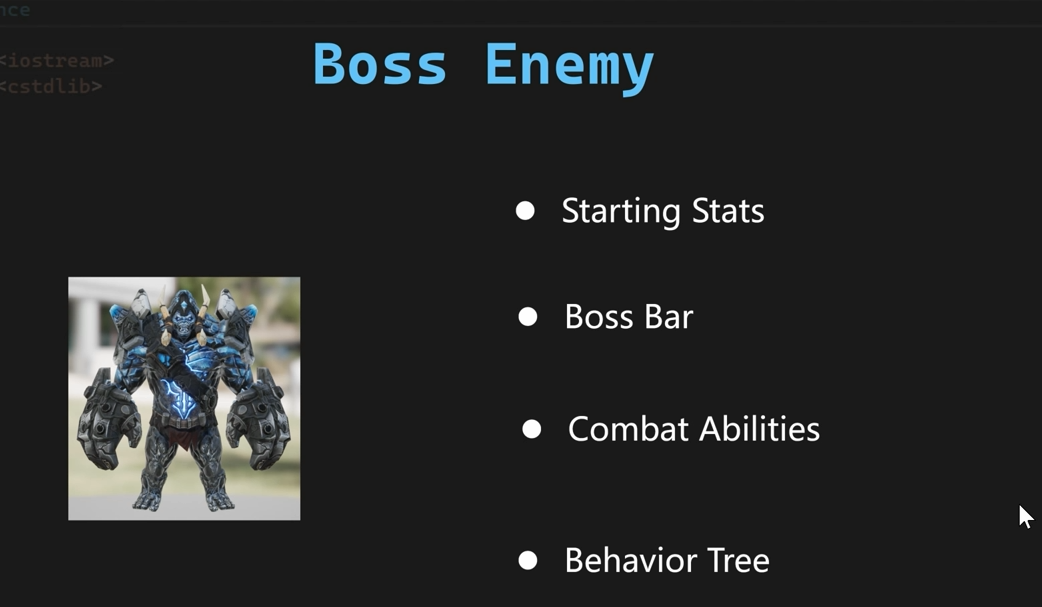 nce
<iostream>
<cstdlib>
Boss Enemy
Starting Stats
Boss Bar
Combat Abilities
Behavior Tree